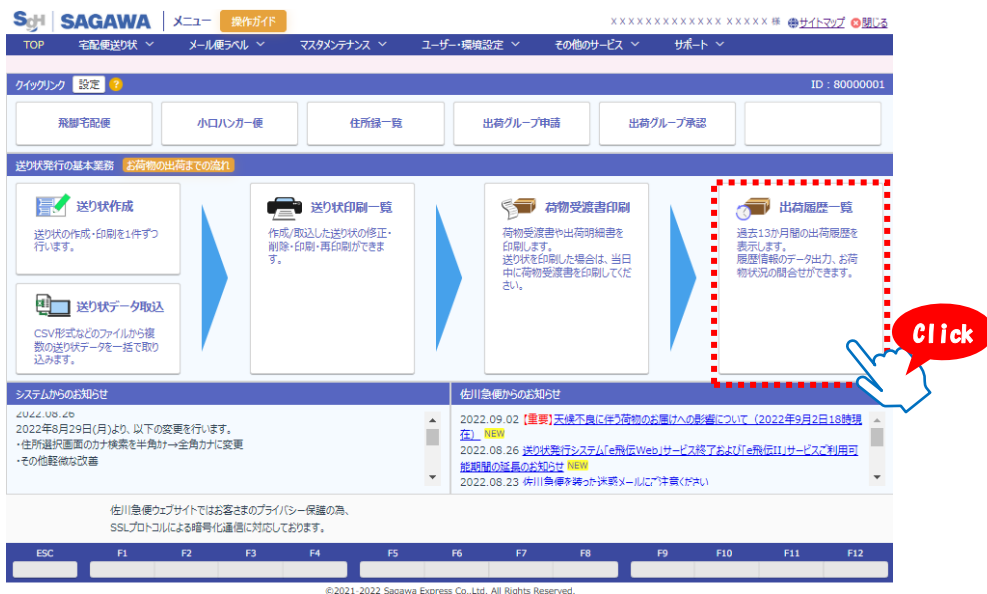 SgH SAGAWA メニュー 操作ガイド ××××××××××××× ××××× 様 サイトマップ 閉じる
TOP 宅配便送り状 メール便ラベル マスタメンテナンス ユーザー・環境設定 その他のサービス サポート
クイックリンク 設定 ? ID : 80000001
飛脚宅配便 小口ハンガー便 住所録一覧 出荷グループ申請 出荷グループ承認
送り状発行の基本業務 お荷物の出荷までの流れ
送り状作成
送り状の作成・印刷を1件ずつ
行います。
送り状データ取込
CSV形式などのファイルから複
数の送り状データを一括で取り
込みます。
送り状印刷一覧
作成/取込した送り状の修正・
削除・印刷・再印刷ができま
す。
荷物受渡書印刷
荷物受渡書や出荷明細書を
印刷します。
送り状を印刷した場合は、当日
中に荷物受渡書を印刷してくだ
さい。
出荷履歴一覧
過去13か月間の出荷履歴を
表示します。
履歴情報のデータ出力、お荷
物状況の問合せができます。
Click
システムからのお知らせ
2022.08.26
2022年8月29日(月)より、以下の変更を行います。
・住所選択画面のカナ検索を半角カナ→全角カナに変更
・その他軽微な改善
佐川急便からのお知らせ
2022.09.02 【重要】天候不良に伴う荷物のお届けへの影響について（2022年9月2日18時現
在） NEW
2022.08.26 送り状発行システム「e飛伝Web」サービス終了および「e飛伝II」サービスご利用可
能期間の延長のお知らせ NEW
2022.08.23 佐川急便を装った迷惑メールにご注意ください
佐川急便ウェブサイトではお客さまのプライバシー保護の為、
SSLプロトコルによる暗号化通信に対応しております。
ESC F1 F2 F3 F4 F5 F6 F7 F8 F9 F10 F11 F12
©2021-2022 Sagawa Express Co.,Ltd. All Rights Reserved.